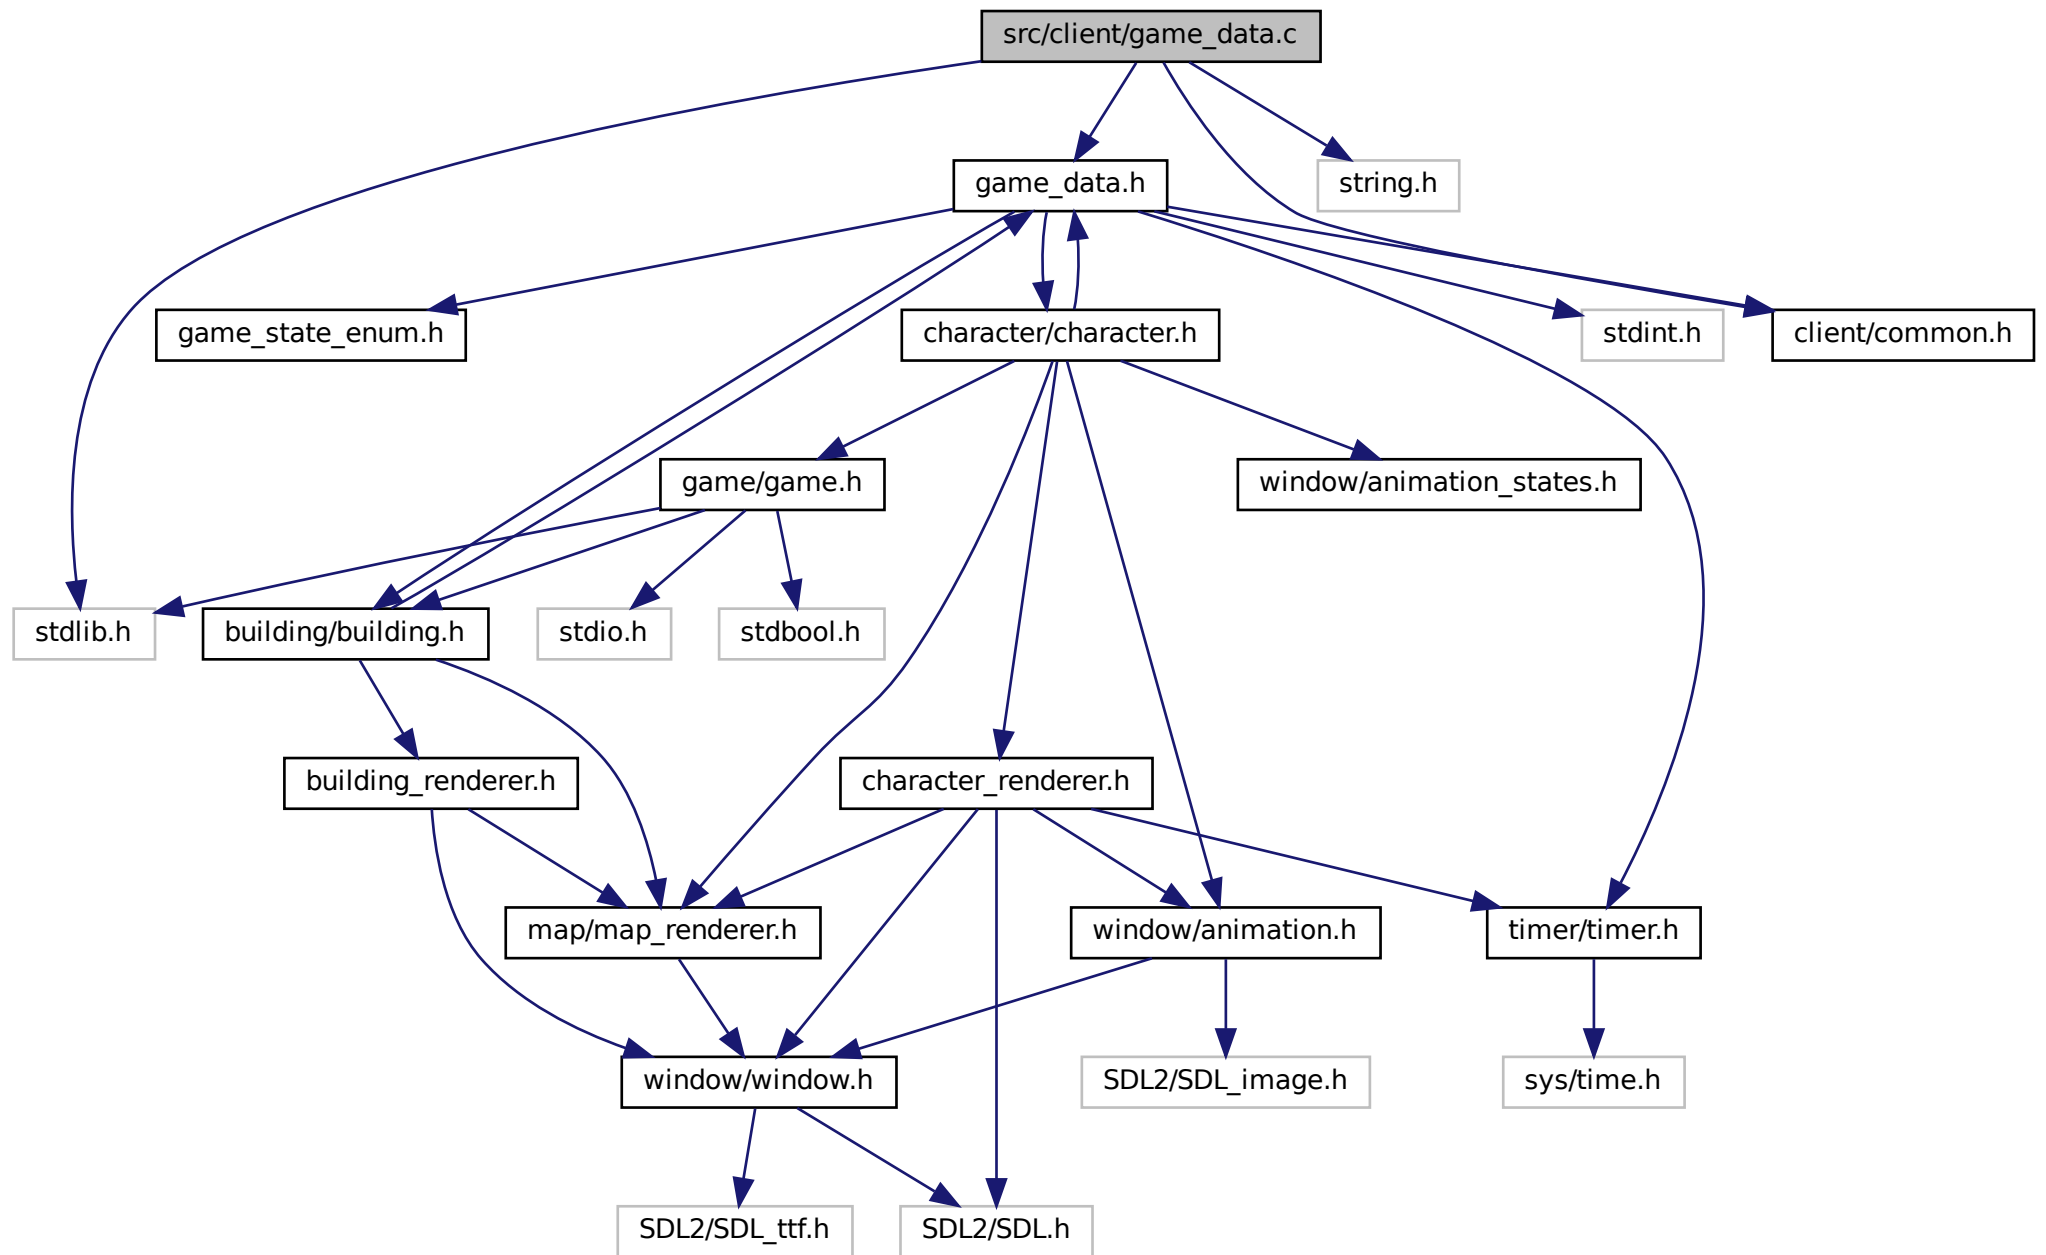 src/client/game_data.c
game_data.h
string.h
game_state_enum.h
character/character.h
stdint.h
client/common.h
game/game.h
window/animation_states.h
stdlib.h
building/building.h
stdio.h
stdbool.h
building_renderer.h
character_renderer.h
map/map_renderer.h
window/animation.h
timer/timer.h
window/window.h
SDL2/SDL_image.h
sys/time.h
SDL2/SDL_ttf.h
SDL2/SDL.h